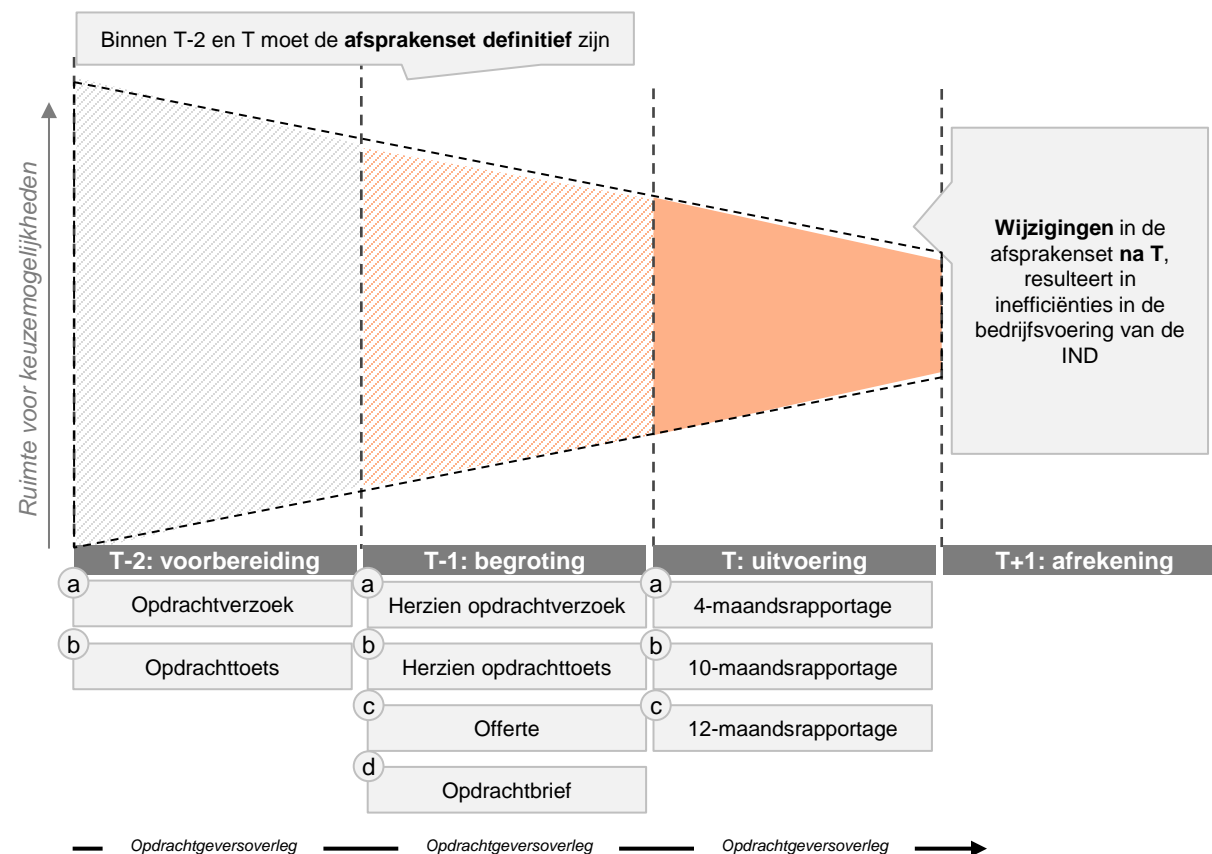 Binnen T-2 en T moet de afsprakenset definitief zijn
Ruimte voor keuzemogelijkheden
Wijzigingen in de
afsprakenset na T,
resulteert in
inefficiënties in de
bedrijfsvoering van de
IND
T-2: voorbereiding
T-1: begroting
T: uitvoering
T+1: afrekening
a
Opdrachtverzoek
b
Opdrachttoets
a
Herzien opdrachtverzoek
b
Herzien opdrachttoets
c
Offerte
d
Opdrachtbrief
a
4-maandsrapportage
b
10-maandsrapportage
c
12-maandsrapportage
Opdrachtgeversoverleg
Opdrachtgeversoverleg
Opdrachtgeversoverleg